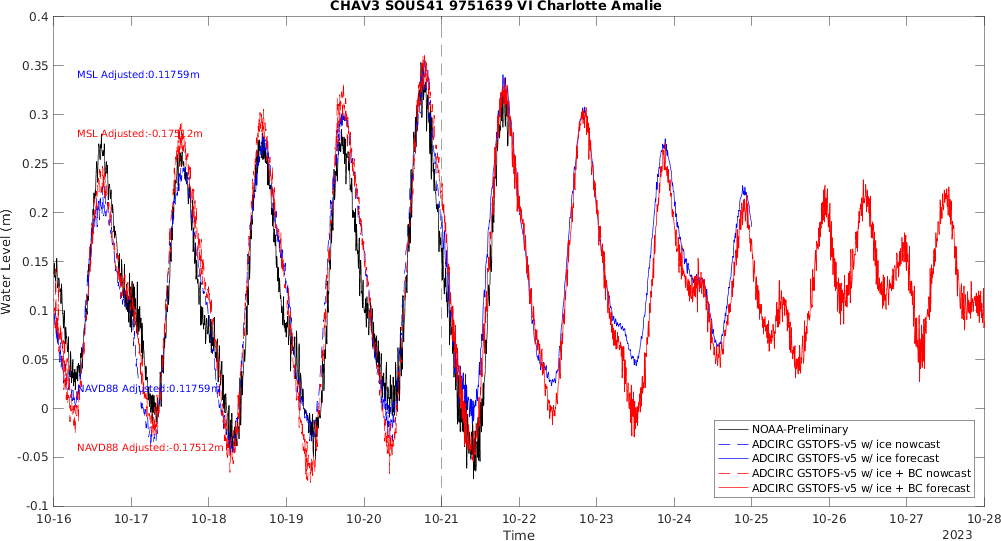 CHAV3 SOUS41 9751639 VI Charlotte Amalie
0.4
0.35
0.3
0.25
0.2
0.15
0.1
0.05
0
-0.05
-0.1
Water Level (m)
MSL Adjusted:0.11759m
MSL Adjusted:-0.17512m
NAVD88 Adjusted:0.11759m
NAVD88 Adjusted:-0.17512m
NOAA-Preliminary
ADCIRC GSTOFS-v5 w/ ice nowcast
ADCIRC GSTOFS-v5 w/ ice forecast
ADCIRC GSTOFS-v5 w/ ice + BC nowcast
ADCIRC GSTOFS-v5 w/ ice + BC forecast
10-16 10-17 10-18 10-19 10-20 10-21 10-22 10-23 10-24 10-25 10-26 10-27 10-28
Time
2023